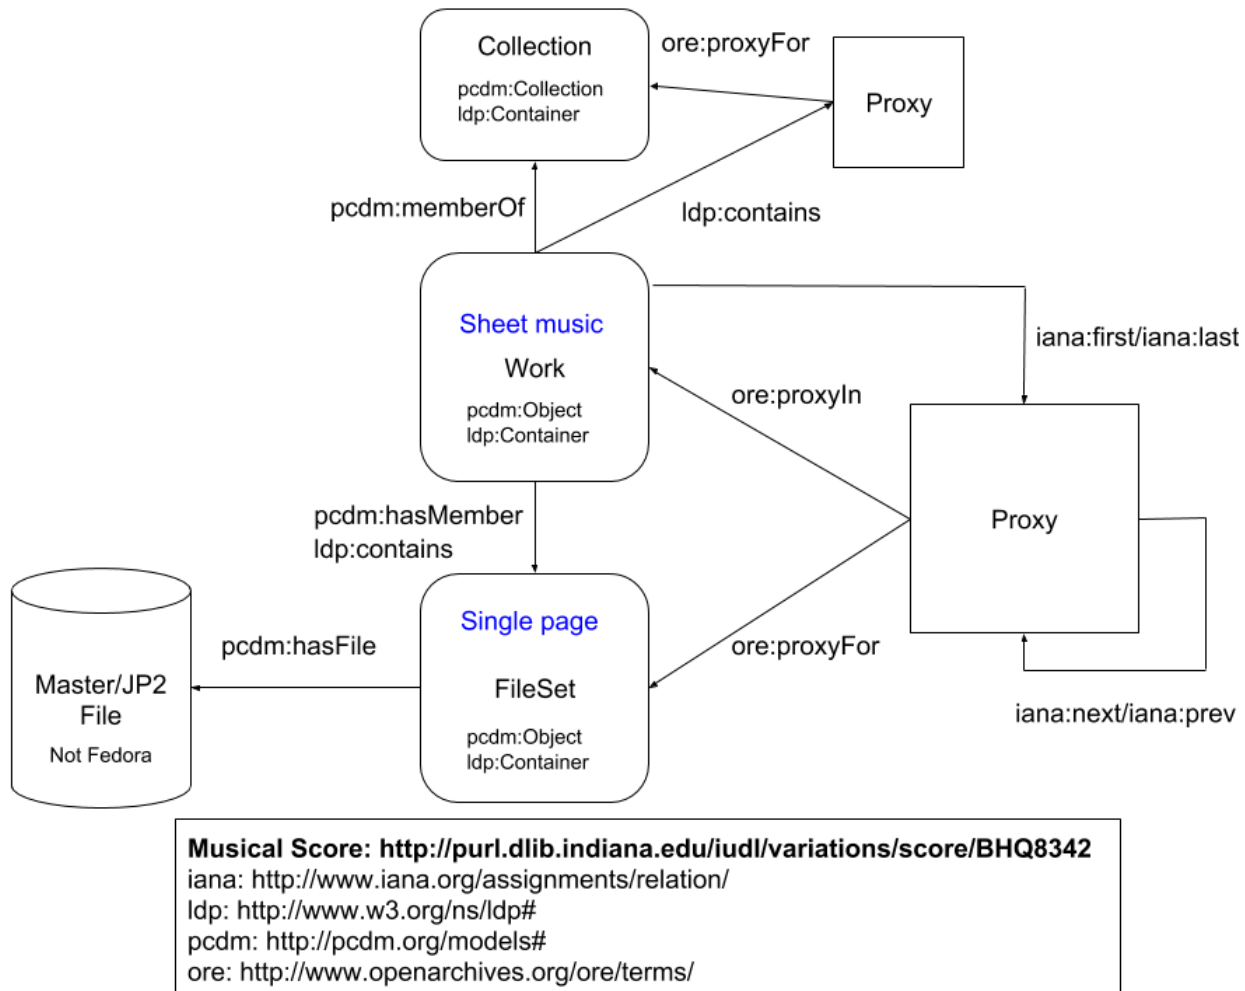 Collection
pcdm:Collection
ldp:Container
ore:proxyFor
Proxy
pcdm:memberOf
ldp:contains
Sheet music
Work
pcdm:Object
ldp:Container
iana:first/iana:last
ore:proxyIn
Proxy
pcdm:hasMember
ldp:contains
Single page
FileSet
pcdm:Object
ldp:Container
ore:proxyFor
iana:next/iana:prev
pcdm:hasFile
Master/JP2
File
Not Fedora
Musical Score: http://purl.dlib.indiana.edu/iudl/variations/score/BHQ8342
iana: http://www.iana.org/assignments/relation/
ldp: http://www.w3.org/ns/ldp#
pcdm: http://pcdm.org/models#
ore: http://www.openarchives.org/ore/terms/